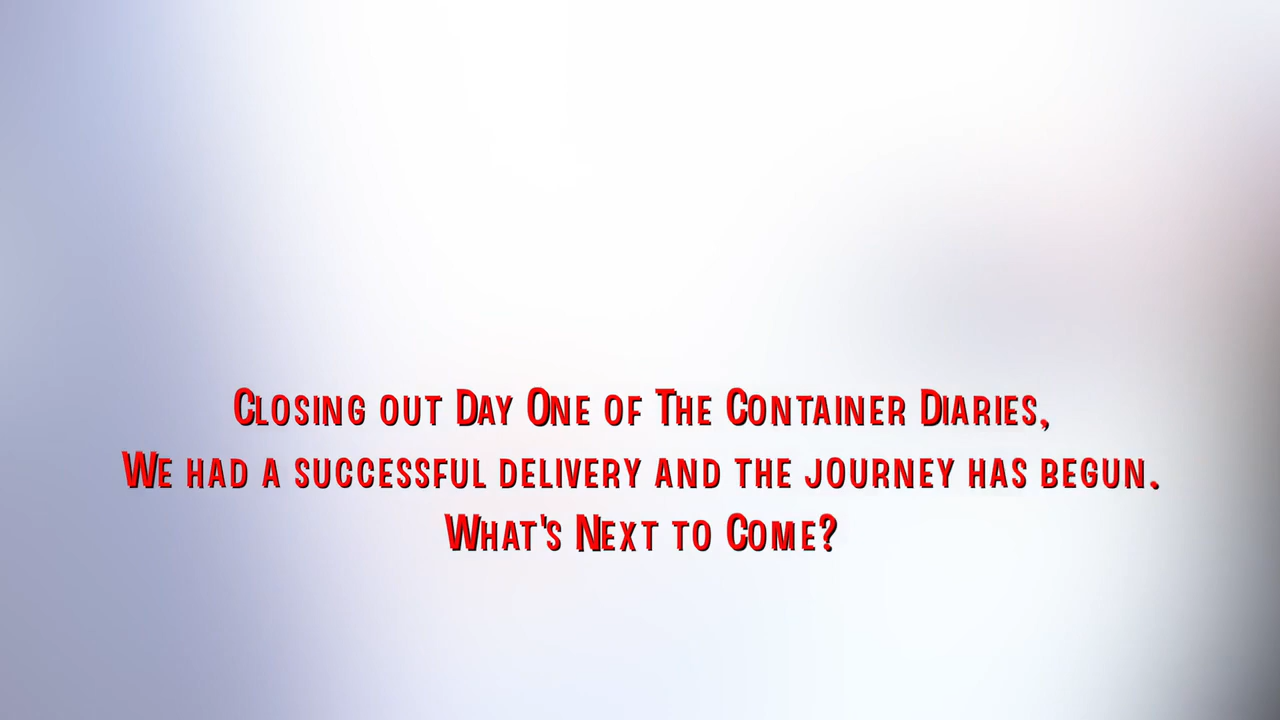 Closing out Day One of The Container Diaries,
We had a successful delivery and the journey has begun.
What's Next to Come?